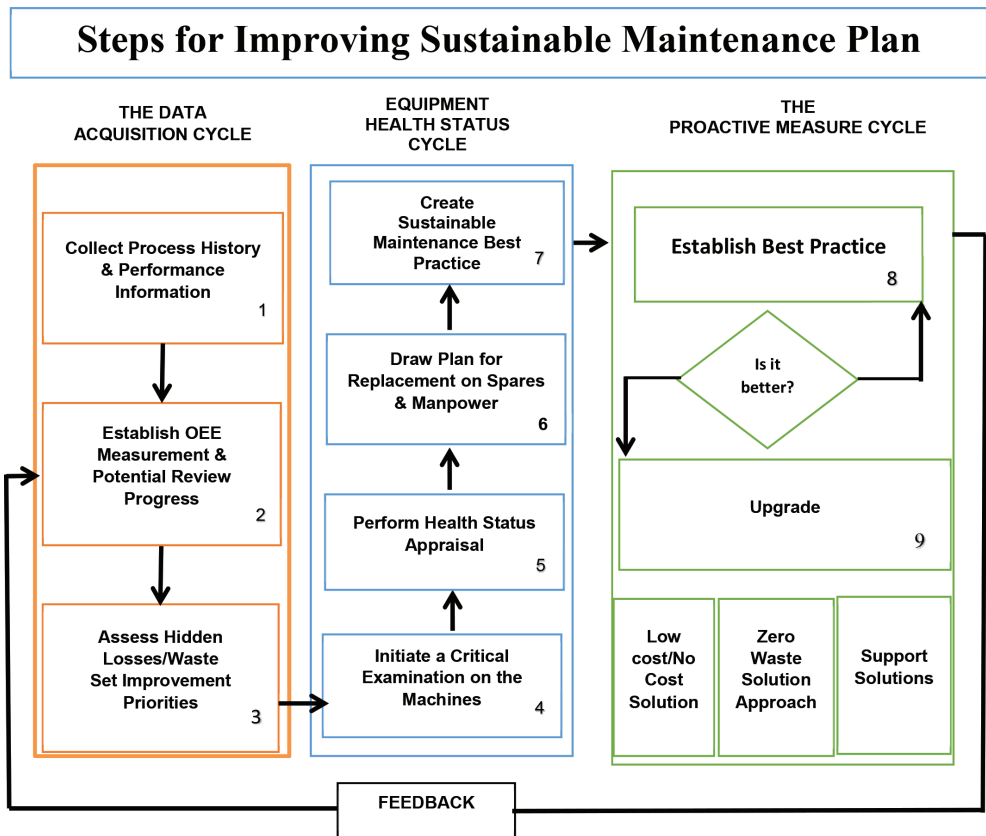 Steps for Improving Sustainable Maintenance Plan
THE DATA
ACQUISITION CYCLE
Collect Process History
& Performance
Information
1
Establish OEE
Measurement &
Potential Review
Progress
2
Assess Hidden
Losses/Waste
Set Improvement
Priorities
3
EQUIPMENT
HEALTH STATUS
CYCLE
Create
Sustainable
Maintenance Best
Practice
7
Draw Plan for
Replacement on Spares
& Manpower
6
Perform Health Status
Appraisal
5
Initiate a Critical
Examination on the
Machines
4
THE
PROACTIVE MEASURE CYCLE
Establish Best Practice
8
Is it
better?
Upgrade
9
Low
cost/No
Cost
Solution
Zero
Waste
Solution
Approach
Support
Solutions
FEEDBACK